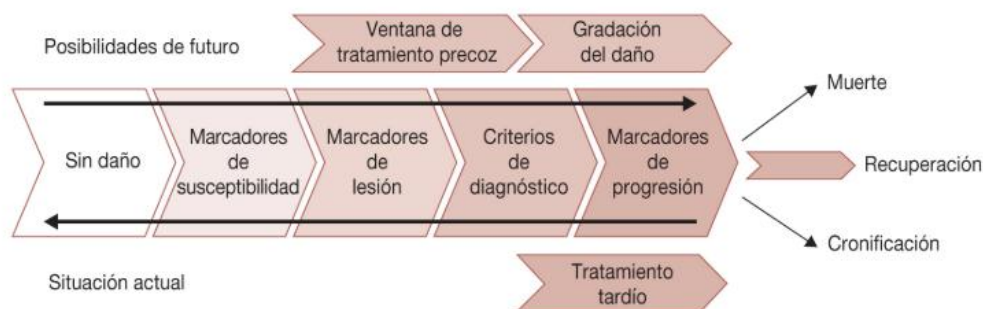 Posibilidades de futuro
Ventana de
tratamiento precoz
Gradación
del daño
Muerte
Sin daño
Marcadores
de
susceptibilidad
Marcadores
de
lesión
Criterios
de
diagnóstico
Marcadores
de
progresión
Recuperación
Cronificación
Situación actual
Tratamiento
tardío